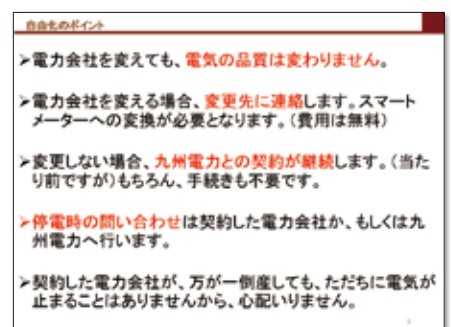 自由化のポイント
➢電力会社を変えても、電気の品質は変わりません。
➢電力会社を変える場合、変更先に連絡します。スマート
メーターへの変換が必要となります。（費用は無料）
➢変更しない場合、九州電力との契約が継続します。（当た
り前ですが）もちろん、手続きも不要です。
➢停電時の問い合わせは契約した電力会社か、もしくは九
州電力へ行います。
➢契約した電力会社が、万が一倒産しても、ただちに電気が
止まることはありませんから、心配いりません。
3